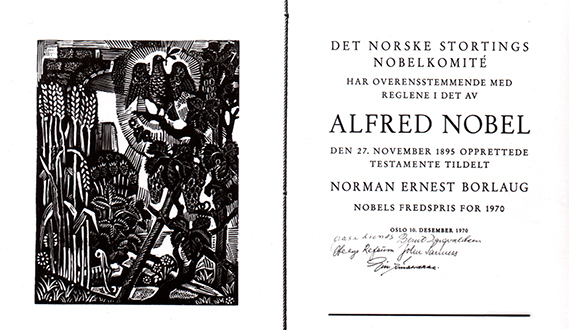 DET NORSKE STORTINGS
NOBELKOMITÉ
HAR OVERENSSTEMMENDE MED
REGLENE I DET AV
ALFRED NOBEL
DEN 27. NOVEMBER 1895 OPPRETTEDE
TESTAMENTE TILDELT
NORMAN ERNEST BORLAUG
NOBELS FREDSPRIS FOR 1970
OSLO 10. DESEMBER 1970
Aase Lionæs Bernt Ingvaldsen
Helge Refsum John Sanness